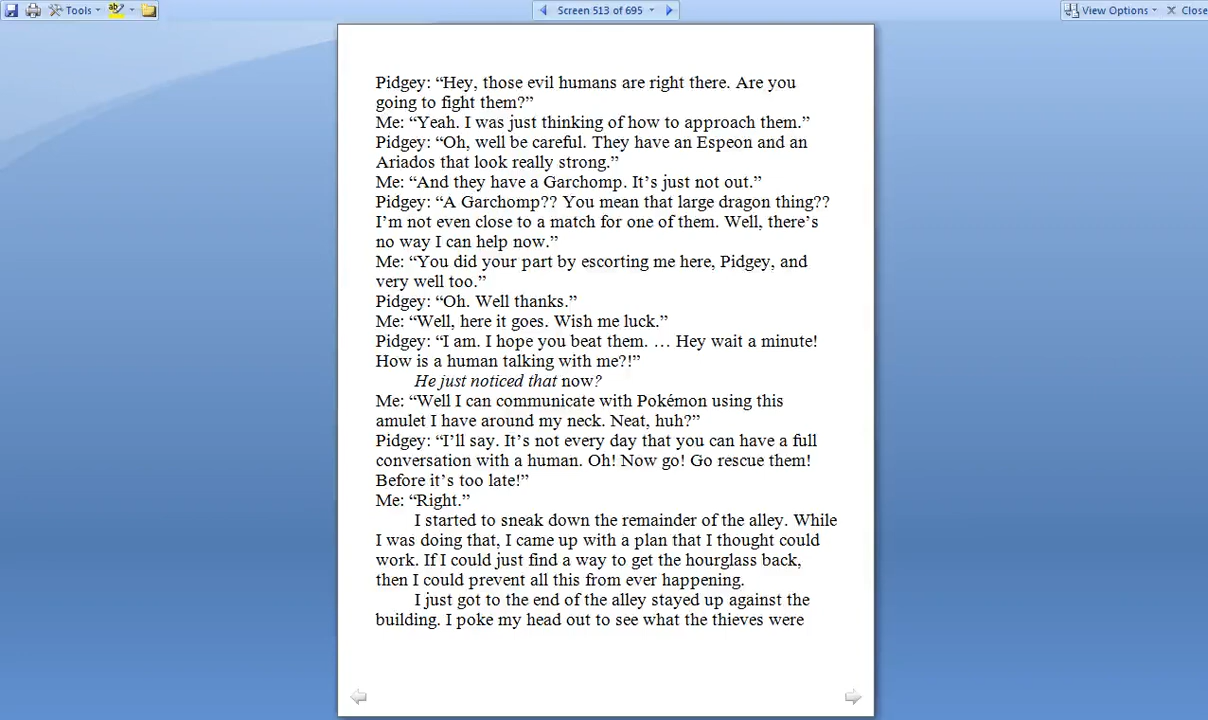 Tools
Screen 513 of 695
View Options
Close
Pidgey: “Hey, those evil humans are right there. Are you
going to fight them?”
Me: “Yeah. I was just thinking of how to approach them.”
Pidgey: “Oh, well be careful. They have an Espeon and an
Ariados that look really strong.”
Me: “And they have a Garchomp. It’s just not out.”
Pidgey: “A Garchomp?? You mean that large dragon thing??
I’m not even close to a match for one of them. Well, there’s
no way I can help now.”
Me: “You did your part by escorting me here, Pidgey, and
very well too.”
Pidgey: “Oh. Well thanks.”
Me: “Well, here it goes. Wish me luck.”
Pidgey: “I am. I hope you beat them. … Hey wait a minute!
How is a human talking with me?!”
He just noticed that now?
Me: “Well I can communicate with Pokémon using this
amulet I have around my neck. Neat, huh?”
Pidgey: “I’ll say. It’s not every day that you can have a full
conversation with a human. Oh! Now go! Go rescue them!
Before it’s too late!”
Me: “Right.”
I started to sneak down the remainder of the alley. While
I was doing that, I came up with a plan that I thought could
work. If I could just find a way to get the hourglass back,
then I could prevent all this from ever happening.
I just got to the end of the alley stayed up against the
building. I poke my head out to see what the thieves were